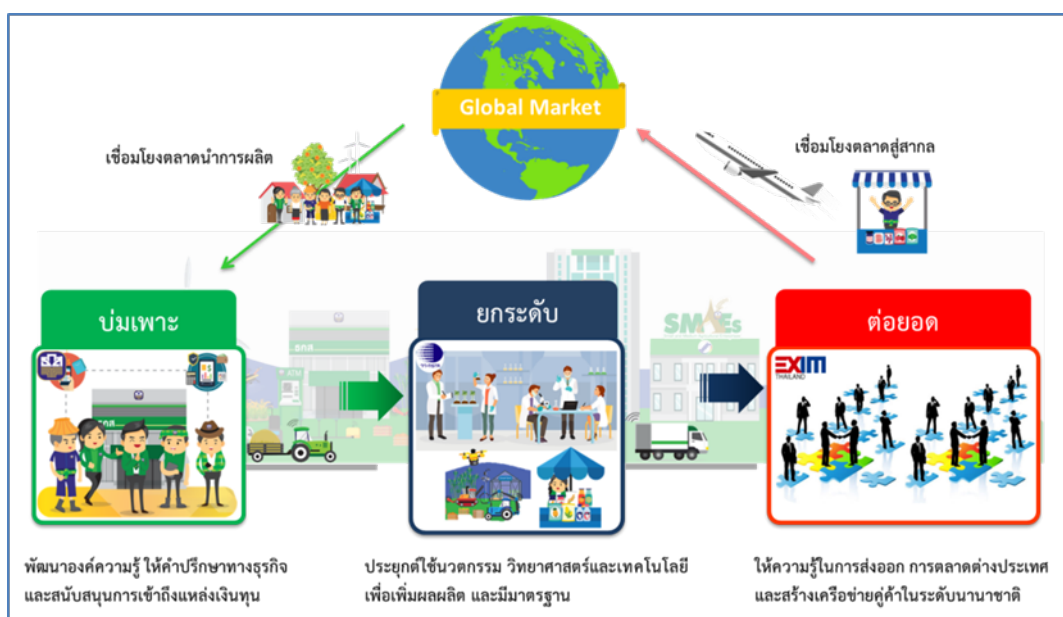 Global Market
เชื่อมโยงตลาดนำการผลิต
เชื่อมโยงตลาดสู่สากล
บ่มเพาะ
ยกระดับ
ต่อยอด
ธกส
ATM
SMAEs
EXIM
THAILAND
ธกส
พัฒนาองค์ความรู้ ให้คำปรึกษาทางธุรกิจ
และสนับสนุนการเข้าถึงแหล่งเงินทุน
ประยุกต์ใช้นวตกรรม วิทยาศาสตร์และเทคโนโลยี
เพื่อเพิ่มผลผลิต และมีมาตรฐาน
ให้ความรู้ในการส่งออก การตลาดต่างประเทศ
และสร้างเครือข่ายคู่ค้าในระดับนานาชาติ